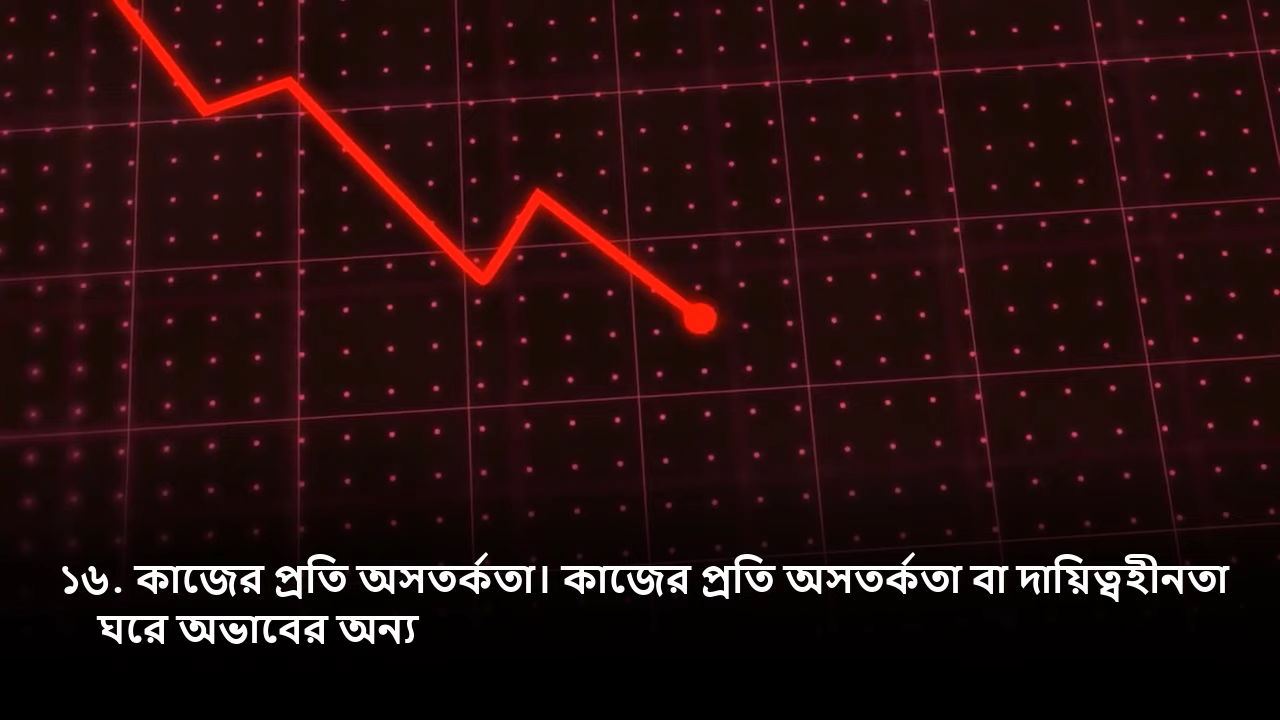 ১৬. কাজের প্রতি অসতর্কতা। কাজের প্রতি অসতর্কতা বা দায়িত্বহীনতা
ঘরে অভাবের অন্য